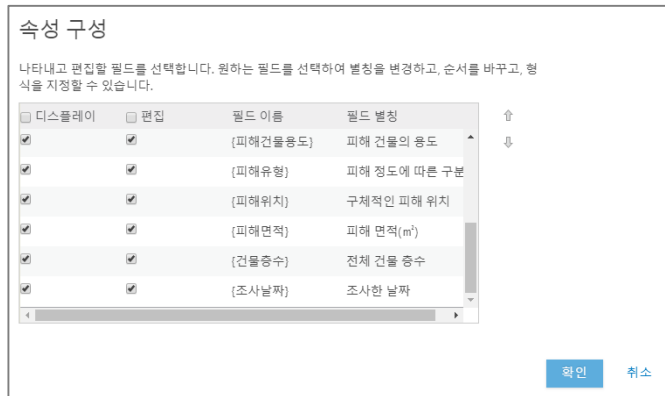 속성 구성
나타내고 편집할 필드를 선택합니다. 원하는 필드를 선택하여 별칭을 변경하고, 순서를 바꾸고, 형
식을 지정할 수 있습니다.
디스플레이 편집 필드 이름 필드 별칭
{피해건물용도} 피해 건물의 용도
{피해유형} 피해 정도에 따른 구분
{피해위치} 구체적인 피해 위치
{피해면적} 피해 면적(㎡)
{건물층수} 전체 건물 층수
{조사날짜} 조사한 날짜
확인 취소